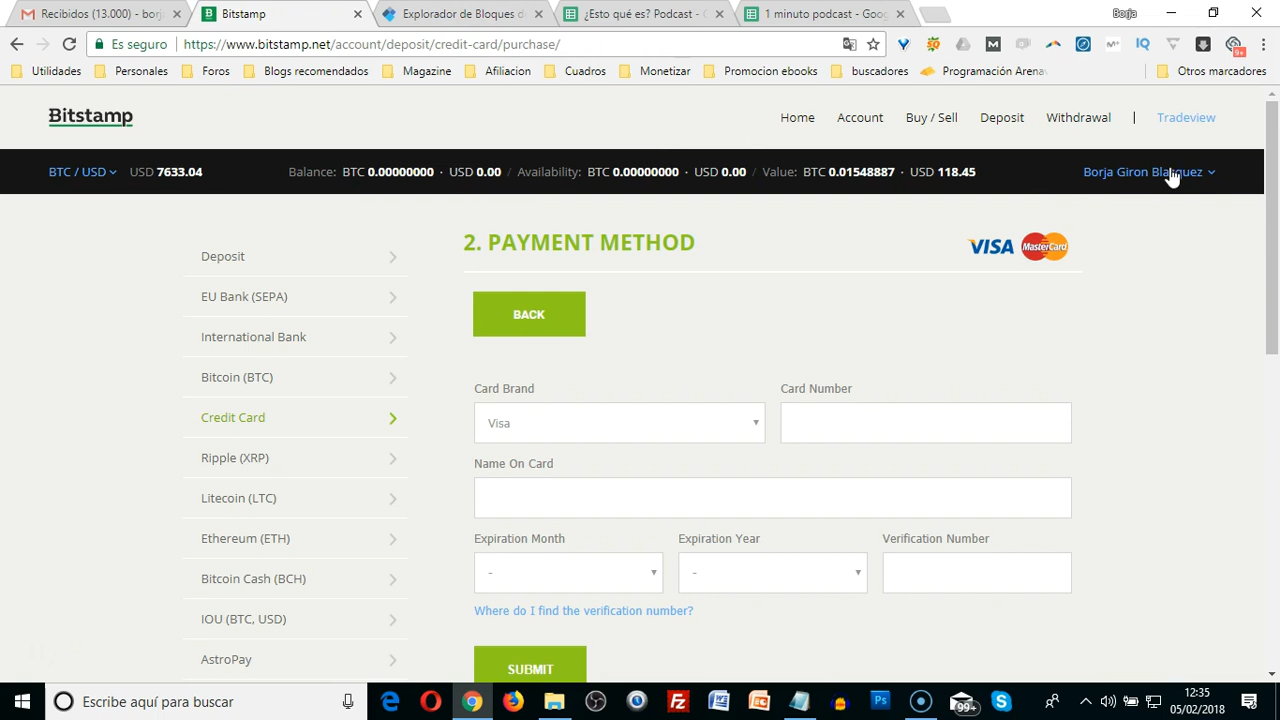 Recibidos (13.000) - borj
Bitstamp
Explorador de Bloques d
¿Esto qué es? Podcast -
1 minuto podcast - Goo
Borja
Es seguro
https://www.bitstamp.net/account/deposit/credit-card/purchase/
Utilidades
Personales
Foros
Blogs recomendados
Magazine
Afiliacion
Cuadros
Monetizar
Promocion ebooks
buscadores
Programación Arena
Otros marcadores
Bitstamp
Home
Account
Buy / Sell
Deposit
Withdrawal
Tradeview
BTC / USD USD 7633.04
Balance: BTC 0.00000000 · USD 0.00 / Availability: BTC 0.00000000 · USD 0.00 / Value: BTC 0.01548887 · USD 118.45
Borja Giron Blazquez
2. PAYMENT METHOD
VISA
MasterCard
Deposit
EU Bank (SEPA)
International Bank
Bitcoin (BTC)
Credit Card
Ripple (XRP)
Litecoin (LTC)
Ethereum (ETH)
Bitcoin Cash (BCH)
IOU (BTC, USD)
AstroPay
BACK
Card Brand
Card Number
Visa
Name On Card
Expiration Month
Expiration Year
Verification Number
-
-
Where do I find the verification number?
SUBMIT
Escribe aquí para buscar
99+
12:35
05/02/2018